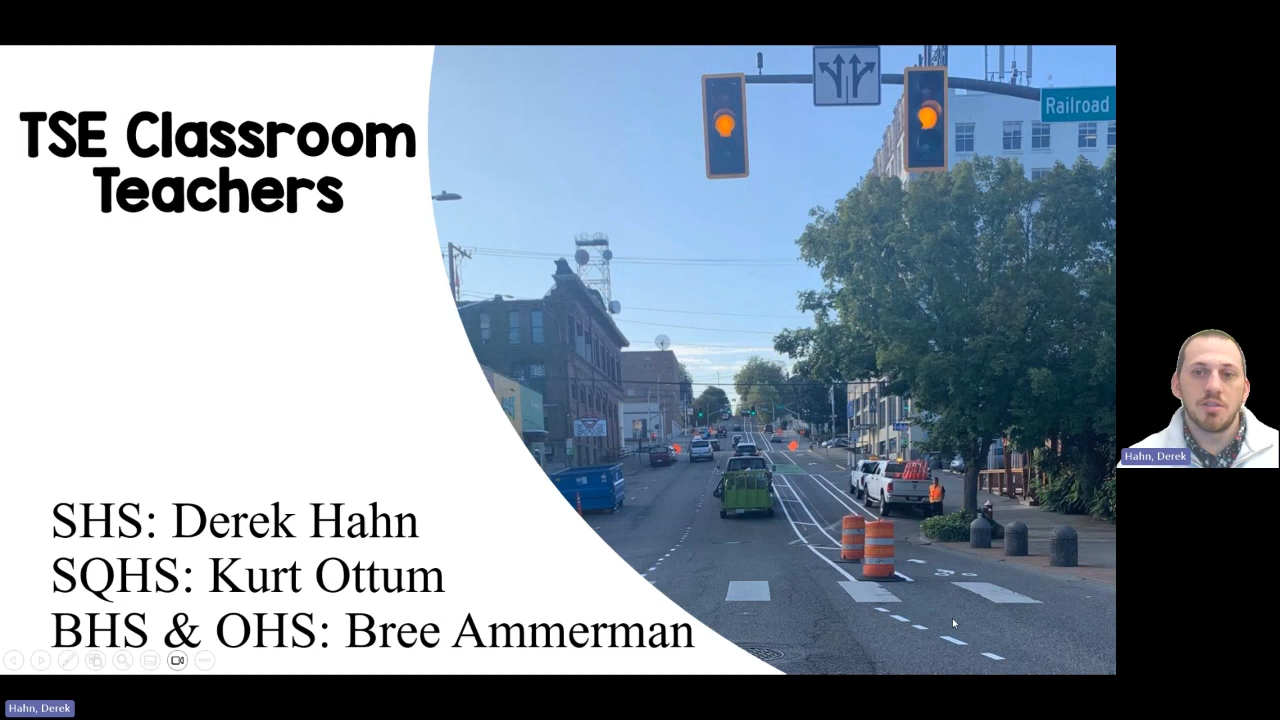 TSE Classroom
Teachers
Railroad
SHS: Derek Hahn
SQHS: Kurt Ottum
BHS & OHS: Bree Ammerman
Hahn, Derek
Hahn, Derek